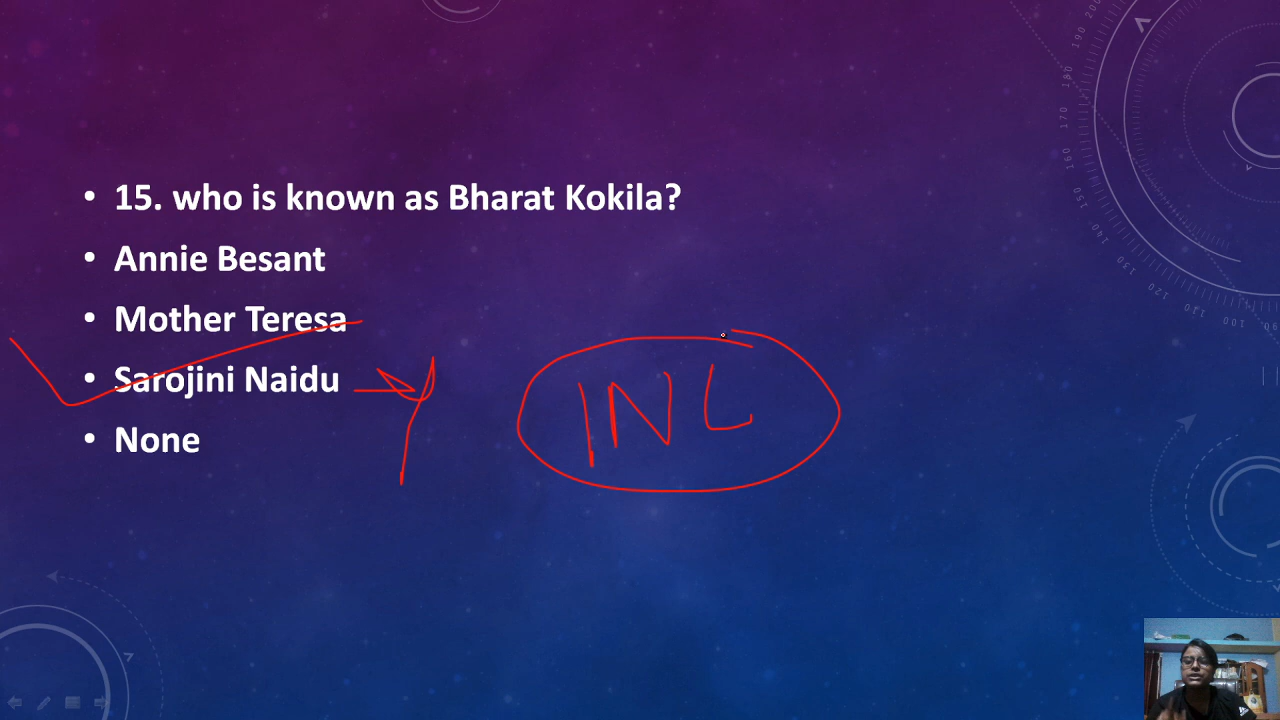 • 15. who is known as Bharat Kokila?
• Annie Besant
• Mother Teresa
• Sarojini Naidu
• None
INC